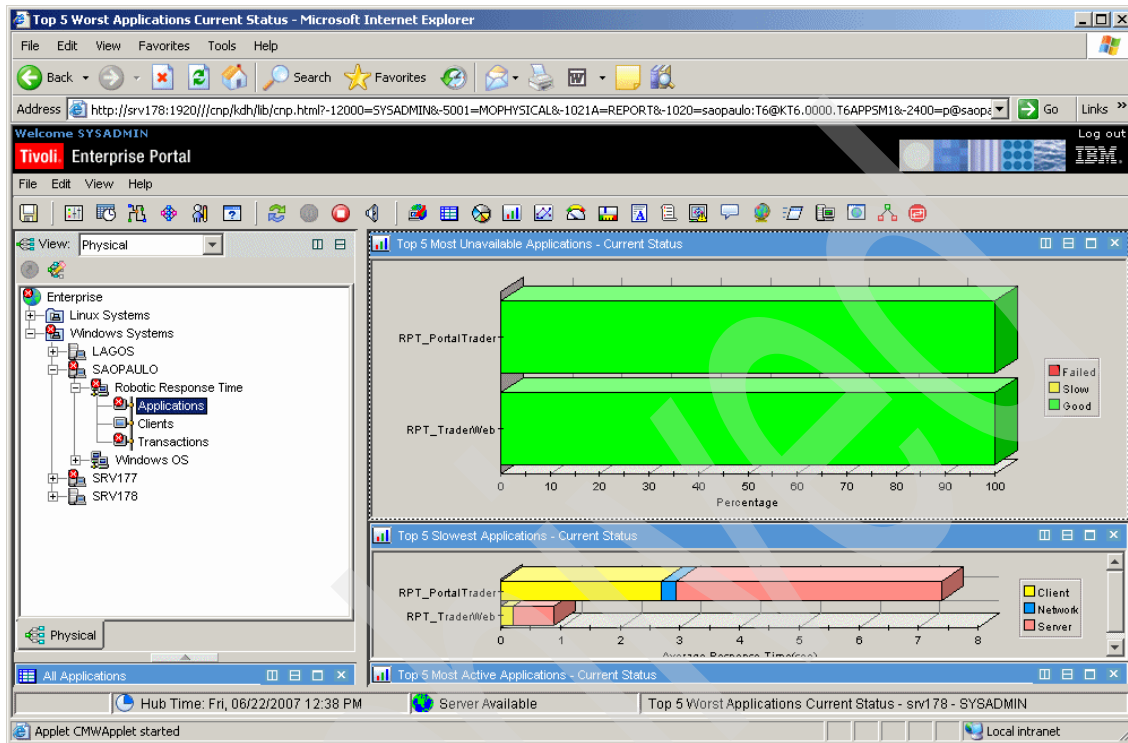 Top 5 Worst Applications Current Status - Microsoft Internet Explorer
File Edit View Favorites Tools Help
Back Search Favorites
Address http://srv178:1920///cnp/kdh/lib/cnp.html?-12000=SYSADMIN&-5001=MOPHYSICAL&-1021A=REPORT&-1020=saopaulo:T6@KT6.0000.T6APPSM1&-2400=p@saopa Go Links »
Welcome SYSADMIN Log out
Tivoli. Enterprise Portal IBM.
File Edit View Help
View: Physical
Enterprise
Linux Systems
Windows Systems
LAGOS
SAOPAULO
Robotic Response Time
Applications
Clients
Transactions
Windows OS
SRV177
SRV178
Physical
All Applications
Top 5 Most Unavailable Applications - Current Status
RPT_PortalTrader
RPT_TraderWeb
0 10 20 30 40 50 60 70 80 90 100
Percentage
Failed
Slow
Good
Top 5 Slowest Applications - Current Status
RPT_PortalTrader
RPT_TraderWeb
0 1 2 3 4 5 6 7 8
Average Response Time(sec)
Client
Network
Server
Top 5 Most Active Applications - Current Status
Hub Time: Fri, 06/22/2007 12:38 PM Server Available Top 5 Worst Applications Current Status - srv178 - SYSADMIN
Applet CMWApplet started Local intranet